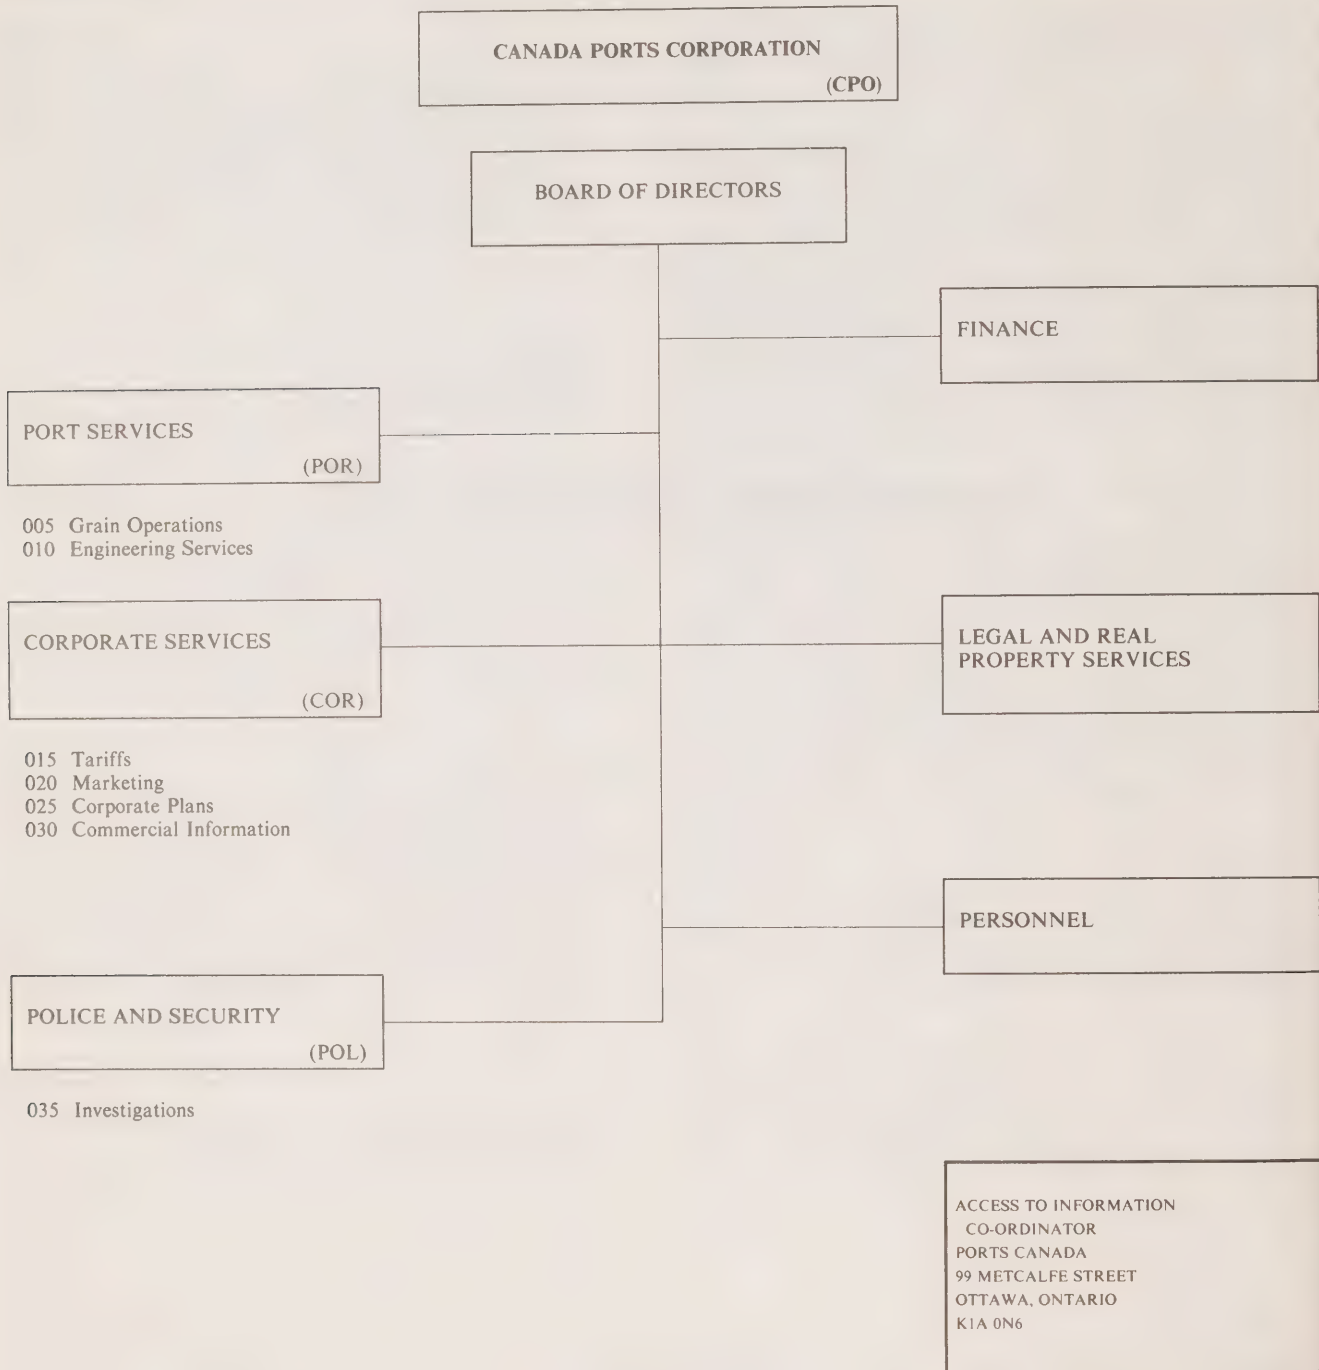 CANADA PORTS CORPORATION
(CPO)
BOARD OF DIRECTORS
FINANCE
PORT SERVICES
(POR)
005 Grain Operations
010 Engineering Services
CORPORATE SERVICES
(COR)
LEGAL AND REAL
PROPERTY SERVICES
015 Tariffs
020 Marketing
025 Corporate Plans
030 Commercial Information
PERSONNEL
POLICE AND SECURITY
(POL)
035 Investigations
ACCESS TO INFORMATION
CO-ORDINATOR
PORTS CANADA
99 METCALFE STREET
OTTAWA, ONTARIO
K1A 0N6